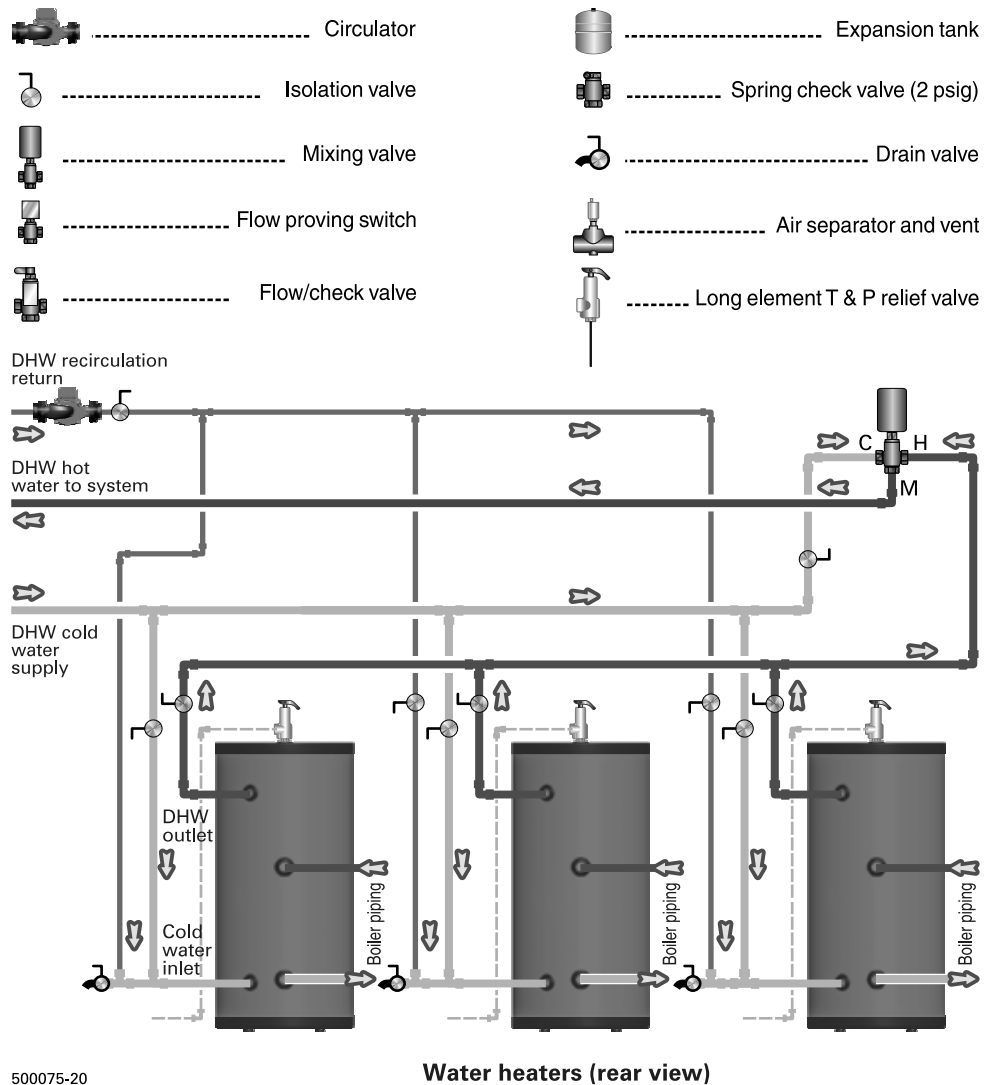 Circulator
Expansion tank
Isolation valve
Spring check valve (2 psig)
Mixing valve
Drain valve
Flow proving switch
Air separator and vent
Flow/check valve
Long element T & P relief valve
DHW recirculation
return
C
H
M
DHW hot
water to system
DHW cold
water
supply
DHW
outlet
Cold
water
inlet
Boiler piping
Boiler piping
Boiler piping
Water heaters (rear view)
500075-20